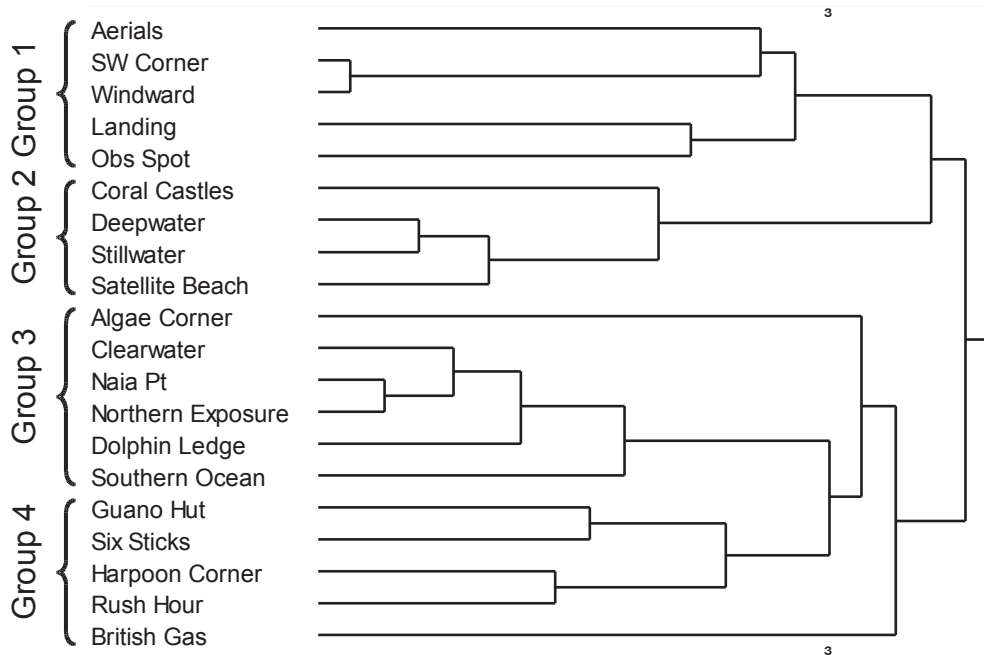 3
Group 1
Aerials
SW Corner
Windward
Landing
Obs Spot
Group 2
Coral Castles
Deepwater
Stillwater
Satellite Beach
Group 3
Algae Corner
Clearwater
Naia Pt
Northern Exposure
Dolphin Ledge
Southern Ocean
Group 4
Guano Hut
Six Sticks
Harpoon Corner
Rush Hour
British Gas
3